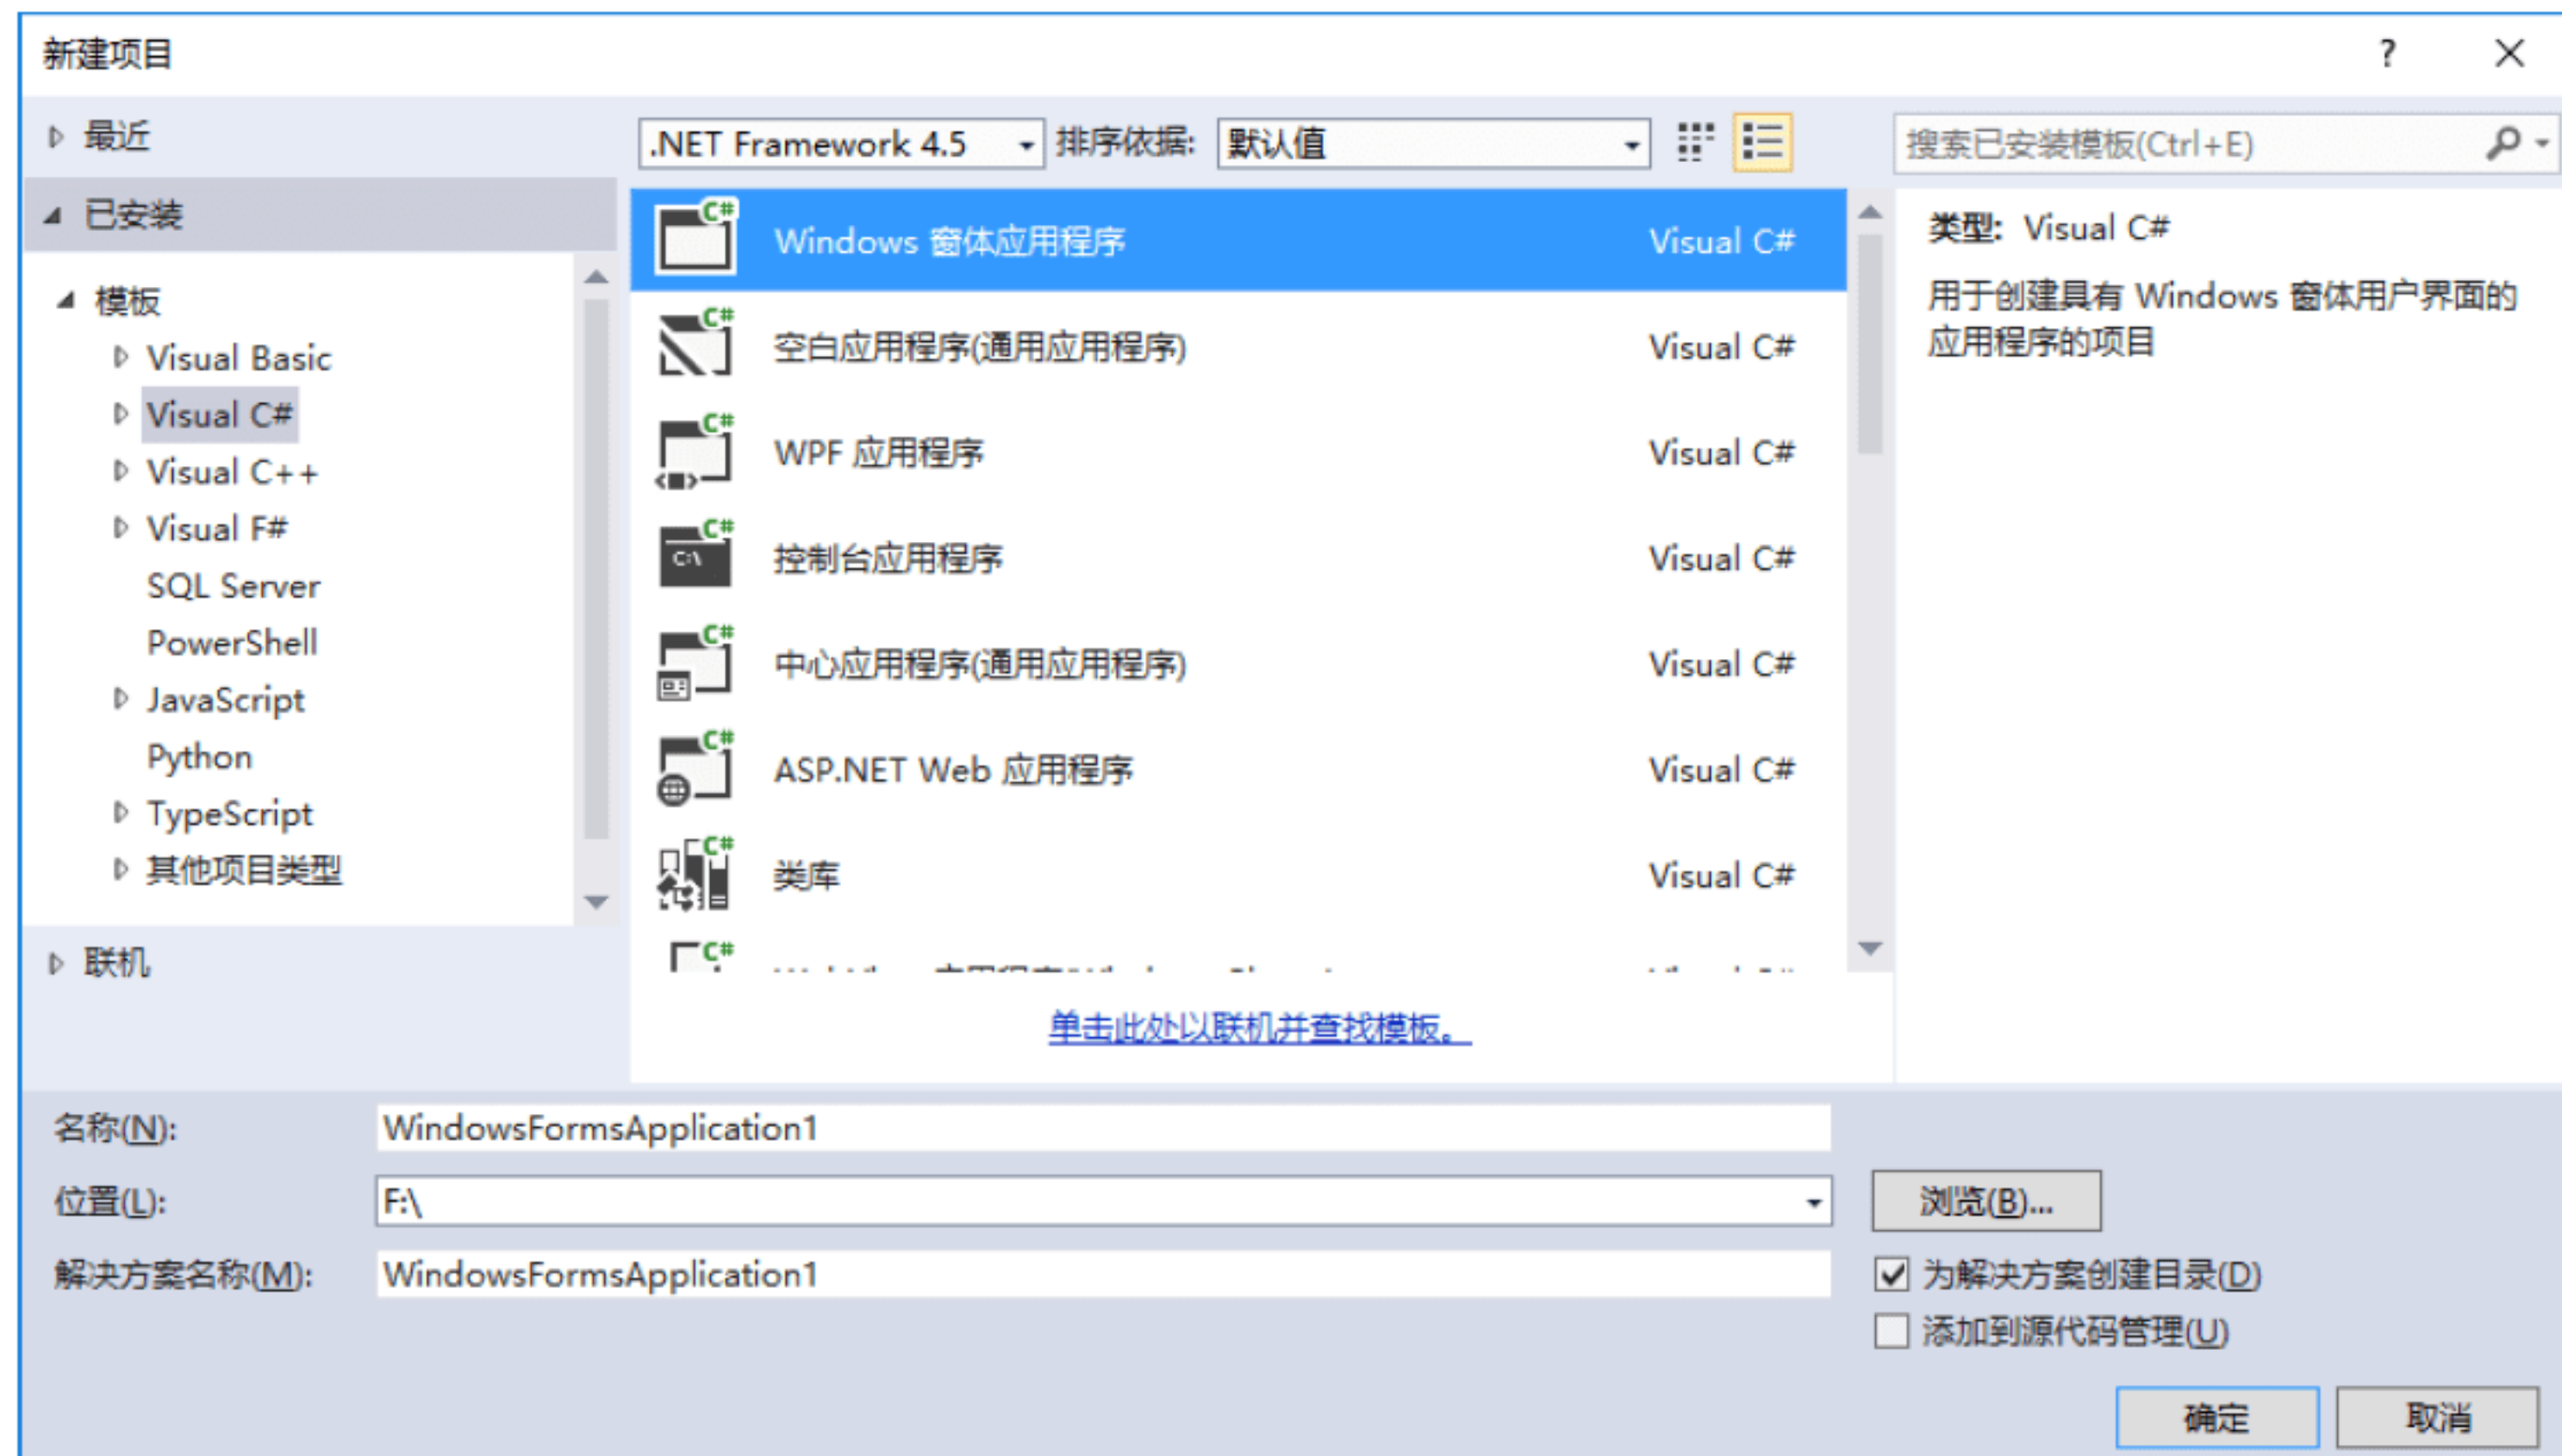 新建项目
?
最近
.NET Framework 4.5 排序依据: 默认值
搜索已安装模板(Ctrl+E)
已安装
模板
Visual Basic
Visual C#
Visual C++
Visual F#
SQL Server
PowerShell
JavaScript
Python
TypeScript
其他项目类型
联机
Windows 窗体应用程序 Visual C#
空白应用程序(通用应用程序) Visual C#
WPF 应用程序 Visual C#
控制台应用程序 Visual C#
中心应用程序(通用应用程序) Visual C#
ASP.NET Web 应用程序 Visual C#
类库 Visual C#
单击此处以联机并查找模板。
类型: Visual C#
用于创建具有 Windows 窗体用户界面的
应用程序的项目
名称(N): WindowsFormsApplication1
位置(L): F:\
浏览(B)...
解决方案名称(M): WindowsFormsApplication1
为解决方案创建目录(D)
添加到源代码管理(U)
确定 取消